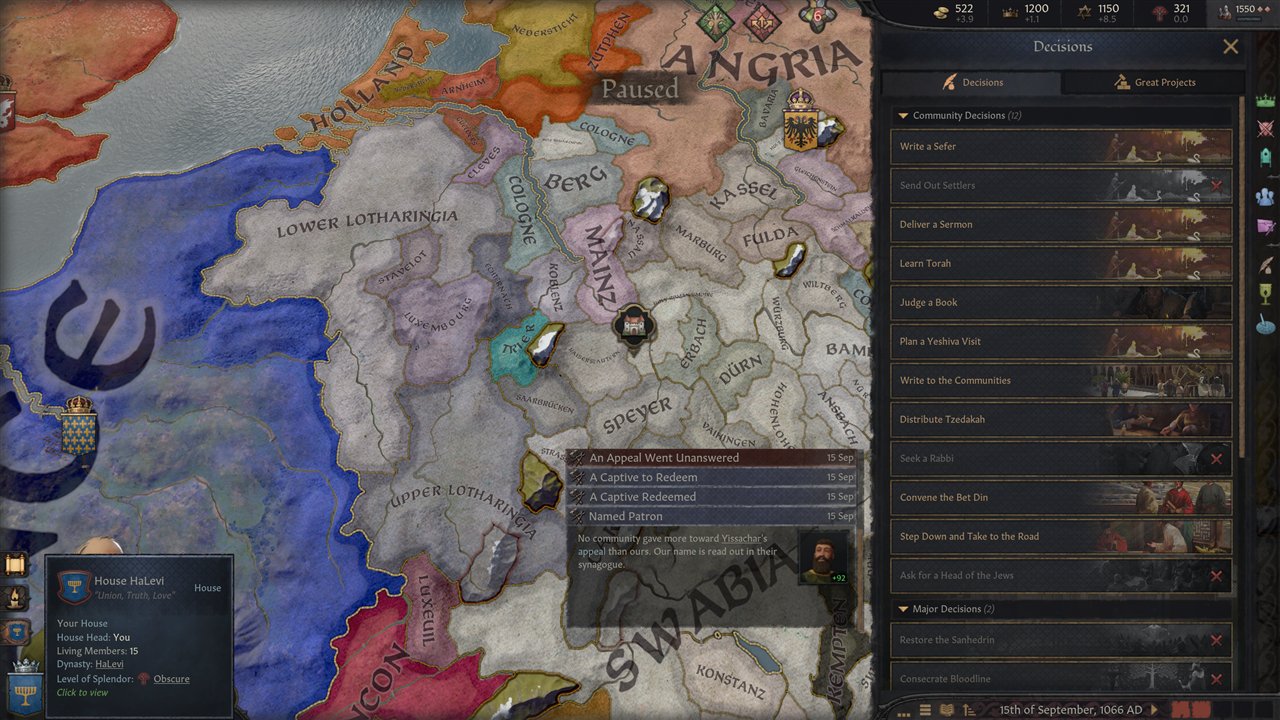 522
+3.9
1200
+1.1
1150
+8.5
321
0.0
1550
6
Paused
NEDERSTICHT
ZUTPHEN
ANGRIA
HOLLAND
ARNHEIM
BAVARIA
COLOGNE
CLEVES
BERG
COLOGNE
KASSEL
LOWER LOTHARINGIA
MAINZ
NASSAU
MARBURG
FULDA
STAVELOT
KOBLENZ
WILTBERG
LUXEMBOURG
TRIER
ERBACH
WÜRZBURG
DÜRN
BAM
SAARBRÜCKEN
SPEYER
HOHENLOH
ANSBACH
VAIHINGEN
STRAS
UPPER LOTHARINGIA
LUXEUIL
SWABIA
KEMPTEN
KONSTANZ
NCON
An Appeal Went Unanswered 15 Sep
A Captive to Redeem 15 Sep
A Captive Redeemed 15 Sep
Named Patron 15 Sep
No community gave more toward Yissachar's
appeal than ours. Our name is read out in their
synagogue.
+92
House HaLevi
House
"Union, Truth, Love"
Your House
House Head: You
Living Members: 15
Dynasty: HaLevi
Level of Splendor: Obscure
Click to view
Decisions
Decisions
Great Projects
Community Decisions (12)
Write a Sefer
Send Out Settlers
Deliver a Sermon
Learn Torah
Judge a Book
Plan a Yeshiva Visit
Write to the Communities
Distribute Tzedakah
Seek a Rabbi
Convene the Bet Din
Step Down and Take to the Road
Ask for a Head of the Jews
Major Decisions (2)
Restore the Sanhedrin
Consecrate Bloodline
15th of September, 1066 AD